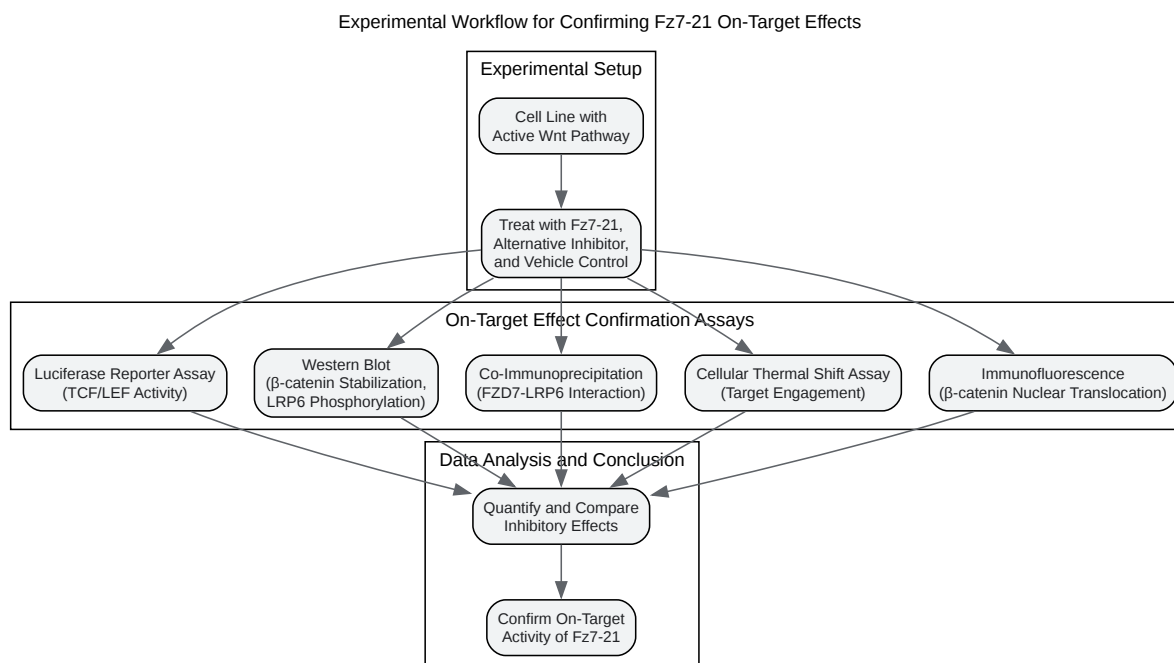 Experimental Workflow for Confirming Fz7-21 On-Target Effects
Experimental Setup
Cell Line with
Active Wnt Pathway
Treat with Fz7-21,
Alternative Inhibitor,
and Vehicle Control
On-Target Effect Confirmation Assays
Luciferase Reporter Assay
(TCF/LEF Activity)
Western Blot
(β-catenin Stabilization,
LRP6 Phosphorylation)
Co-Immunoprecipitation
(FZD7-LRP6 Interaction)
Cellular Thermal Shift Assay
(Target Engagement)
Immunofluorescence
(β-catenin Nuclear Translocation)
Data Analysis and Conclusion
Quantify and Compare
Inhibitory Effects
Confirm On-Target
Activity of Fz7-21